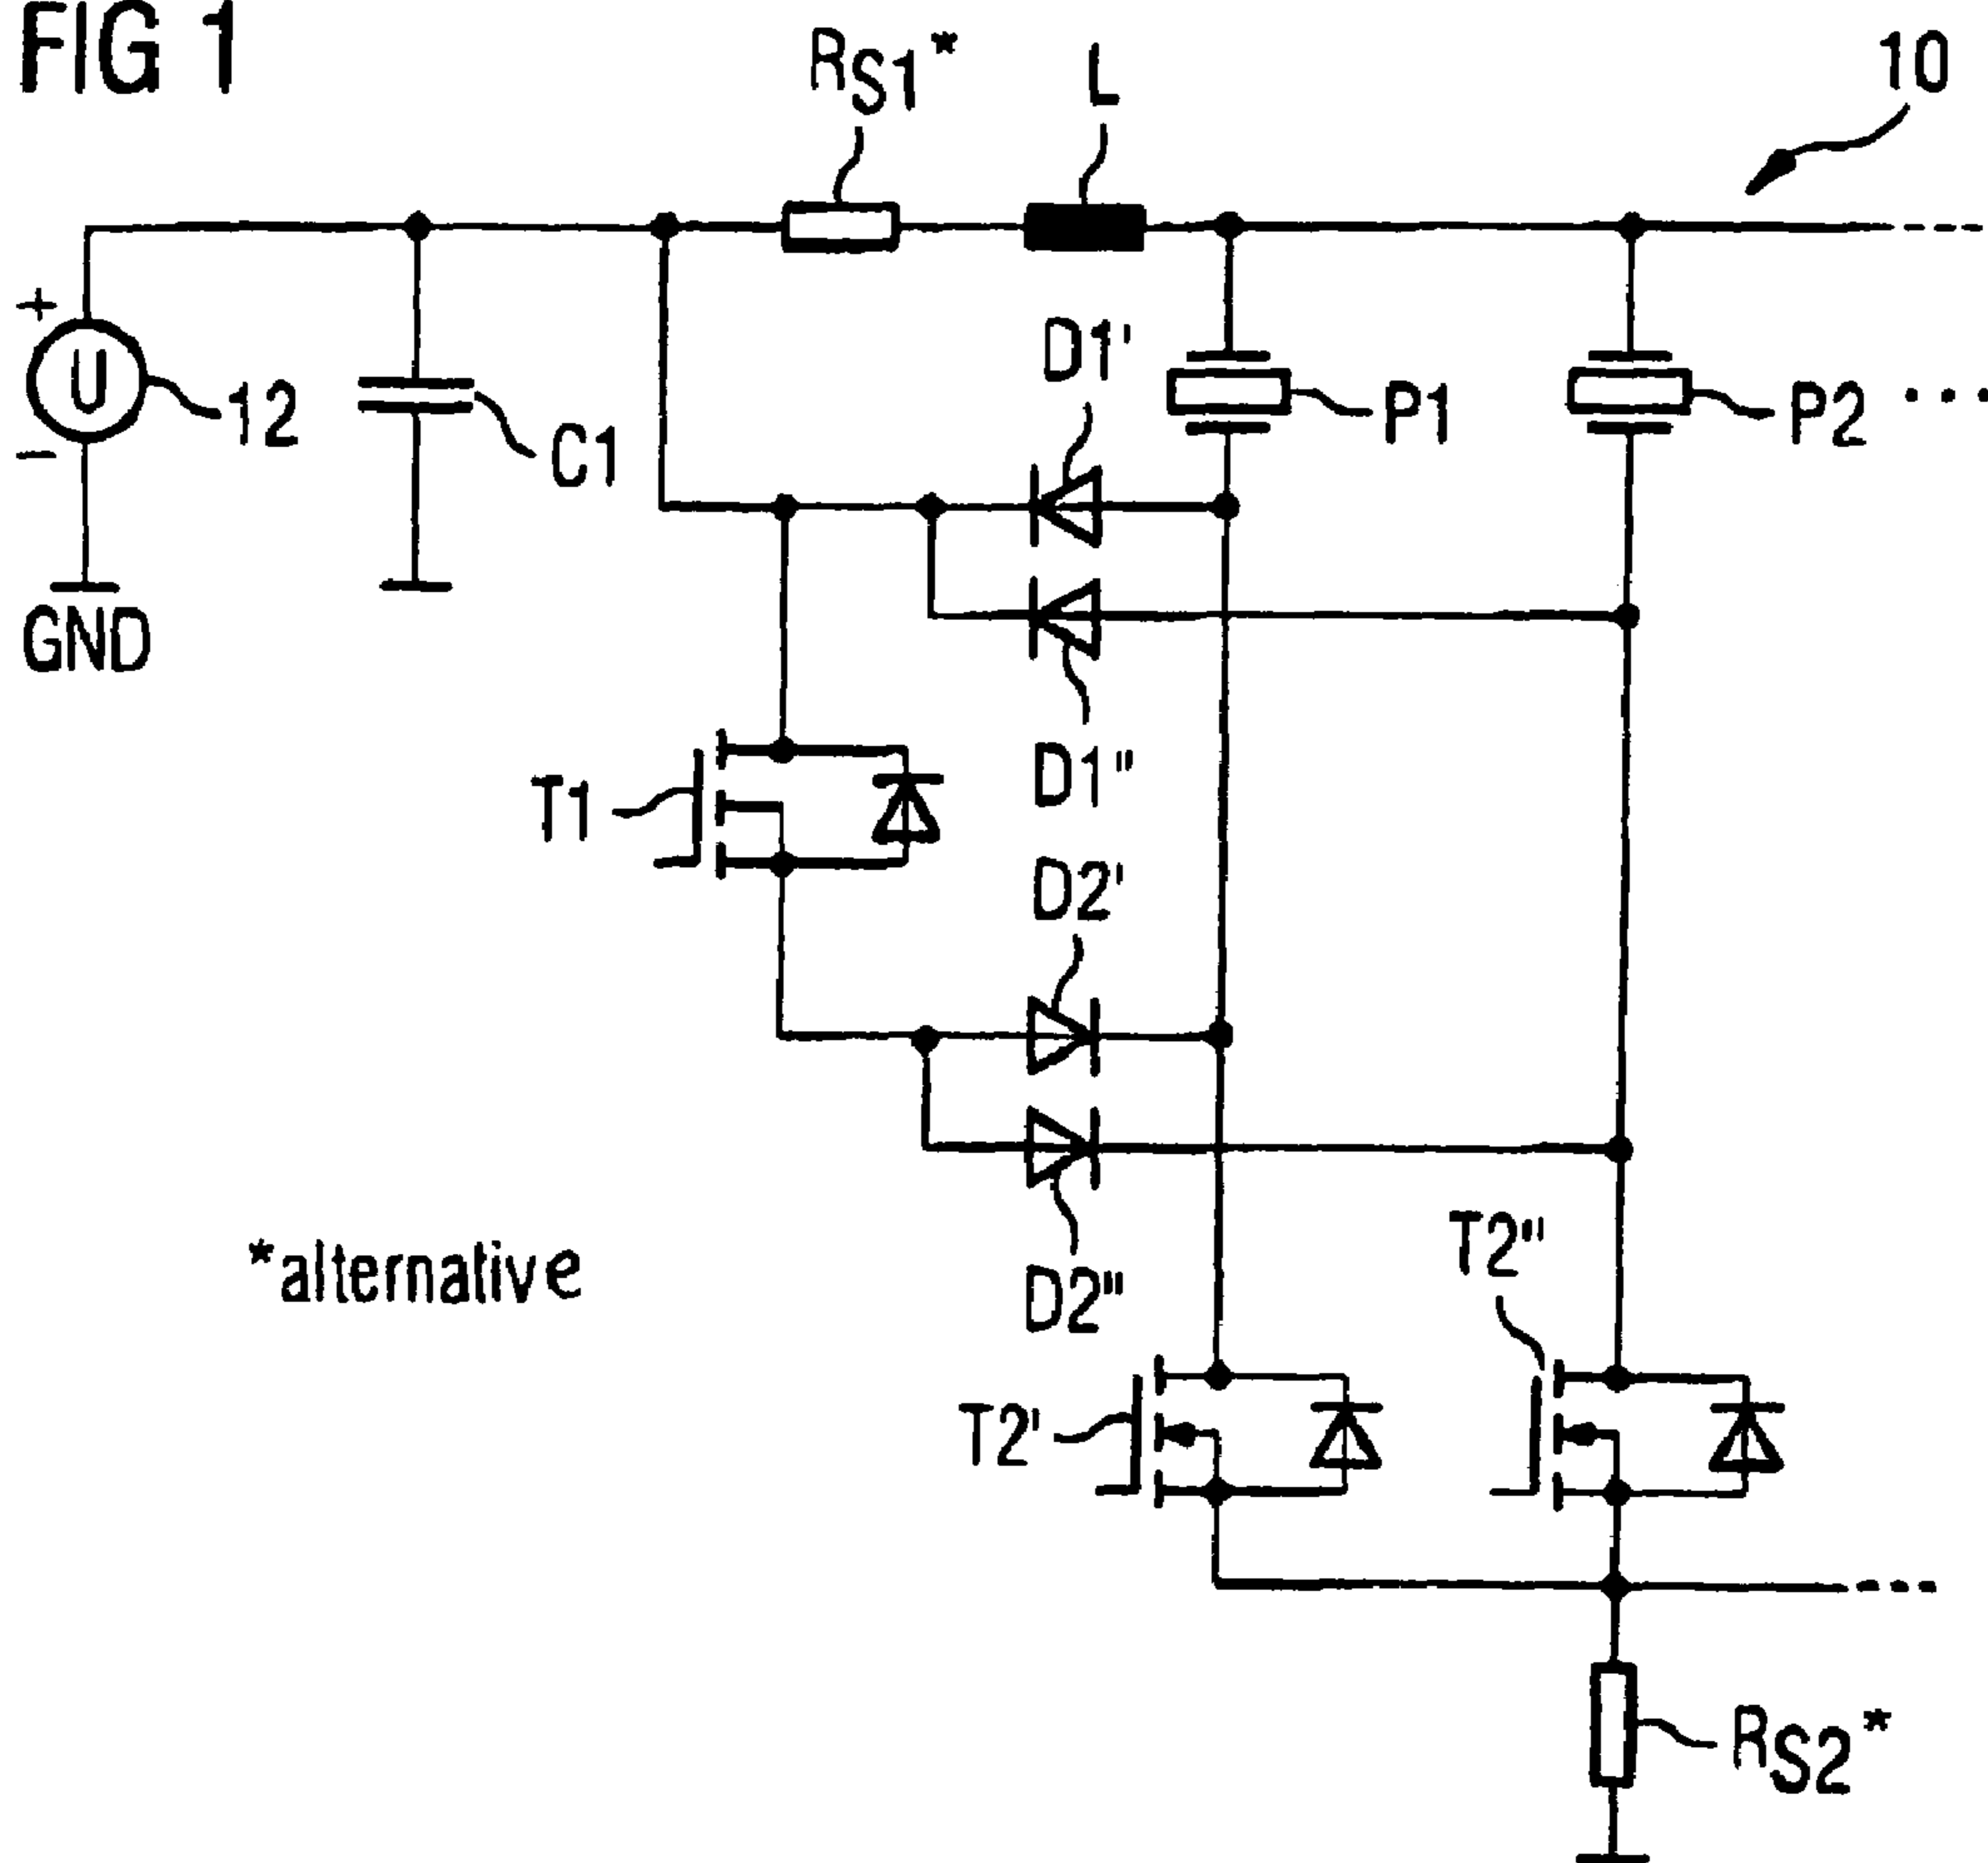 FIG 1
RS1*
L
10
+
U
12
−
C1
GND
D1'
P1
P2 ...
D1"
T1
D2'
*alternative
D2"
T2"
T2'
RS2*